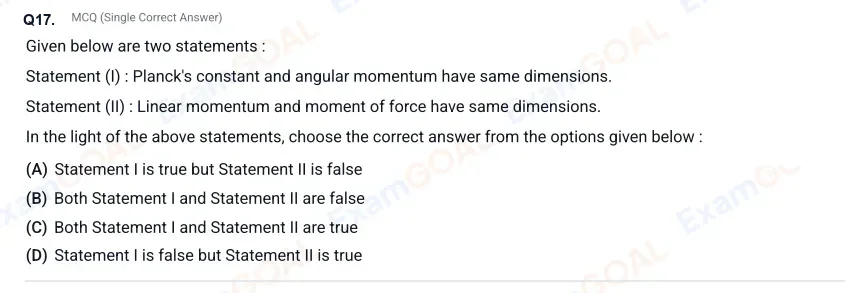 Q17. MCQ (Single Correct Answer)
Given below are two statements :
Statement (I) : Planck's constant and angular momentum have same dimensions.
Statement (II) : Linear momentum and moment of force have same dimensions.
In the light of the above statements, choose the correct answer from the options given below :
(A) Statement I is true but Statement II is false
(B) Both Statement I and Statement II are false
(C) Both Statement I and Statement II are true
(D) Statement I is false but Statement II is true